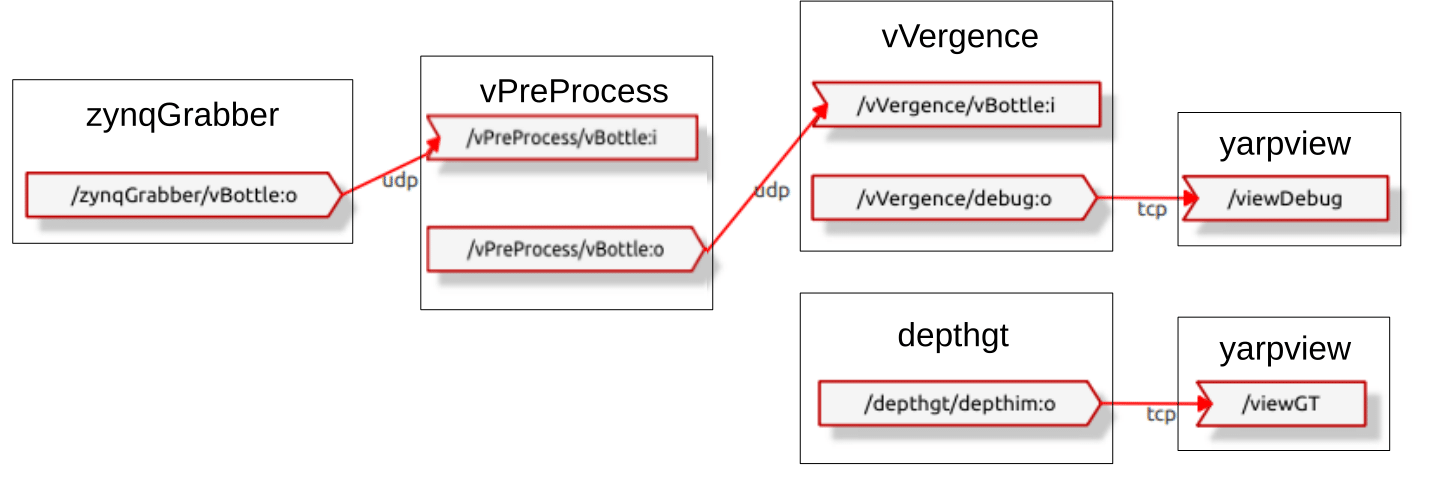 zynqGrabber
/zynqGrabber/vBottle:o
udp
vPreProcess
/vPreProcess/vBottle:i
/vPreProcess/vBottle:o
udp
vVergence
/vVergence/vBottle:i
/vVergence/debug:o
tcp
yarpview
/viewDebug
depthgt
/depthgt/depthim:o
tcp
yarpview
/viewGT